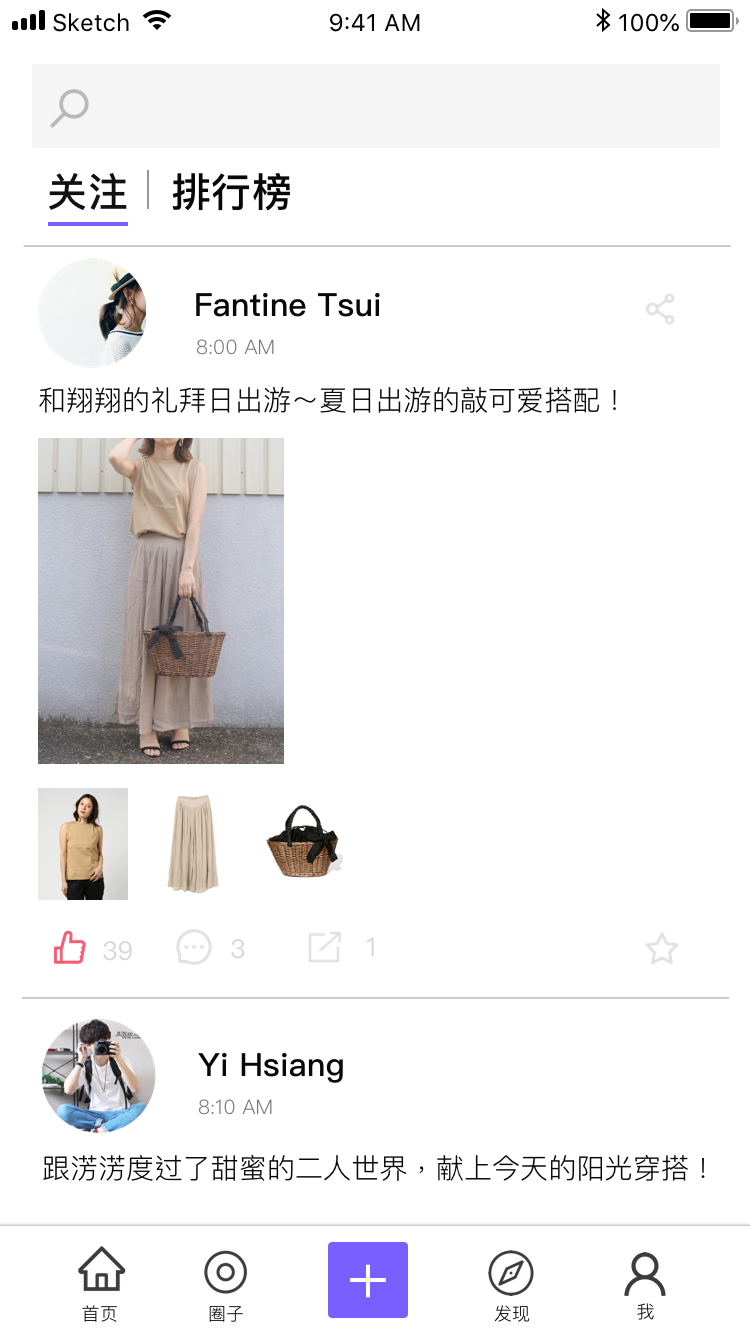 Sketch 9:41 AM 100%
关注 排行榜
Fantine Tsui
8:00 AM
和翔翔的礼拜日出游～夏日出游的敲可爱搭配！
39 3 1
Yi Hsiang
8:10 AM
跟淓淓度过了甜蜜的二人世界，献上今天的阳光穿搭！
首页 圈子 发现 我